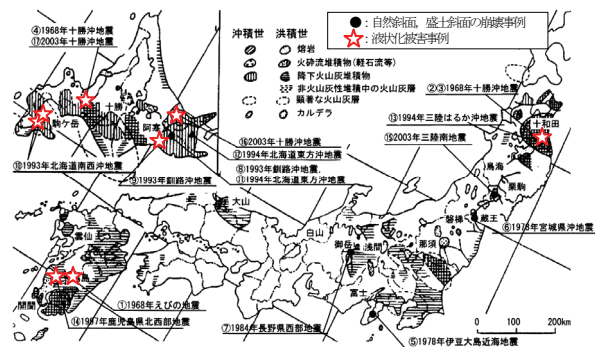 ④1968年十勝沖地震
⑰2003年十勝沖地震
沖積世 洪積世
溶岩
火砕流堆積物(軽石流等)
降下火山灰堆積物
非火山灰性堆積中の火山灰層
顕著な火山灰層
カルデラ
:自然斜面,盛土斜面の崩壊事例
:液状化被害事例
十勝
駒ケ岳
阿寒
⑩1993年北海道南西沖地震
⑨1993年釧路沖地震
⑯2003年十勝沖地震
⑫1994年北海道東方沖地震
⑧1993年釧路沖地震
⑪1994年北海道東方沖地震
②③1968年十勝沖地震
⑬1994年三陸はるか沖地震
⑮2003年三陸南地震
十和田
鳥海
栗駒
蔵王
磐梯
⑥1978年宮城県沖地震
大山
白山
御岳
浅間
那須
富士
雲仙
島
開聞
①1968年えびの地震
⑭1997年鹿児島県北西部地震
⑦1984年長野県西部地震
⑤1978年伊豆大島近海地震
0 100 200km